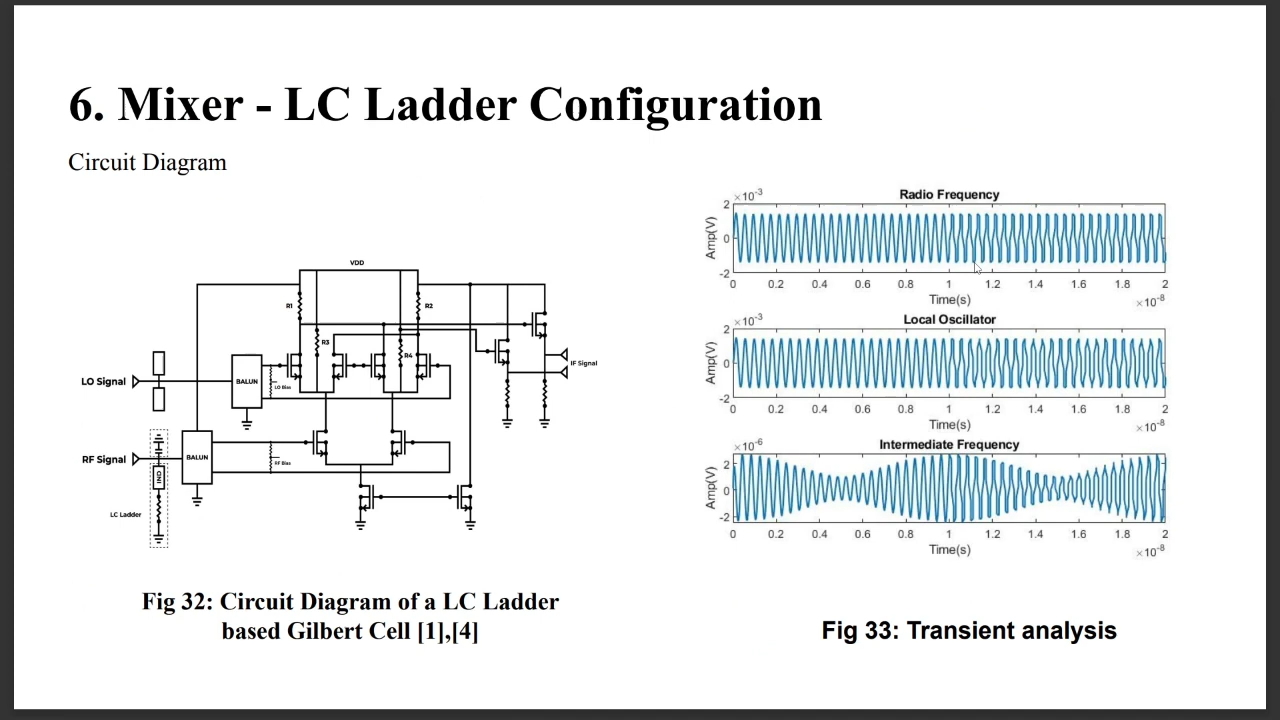 6. Mixer - LC Ladder Configuration
Circuit Diagram
VDD
R1
R2
R3
R4
LO Signal
BALUN
LO Bias
IF Signal
RF Signal
BALUN
RF Bias
LC Ladder
Fig 32: Circuit Diagram of a LC Ladder
based Gilbert Cell [1],[4]
Radio Frequency
×10⁻³
Amp(V)
2
0
-2
0 0.2 0.4 0.6 0.8 1 1.2 1.4 1.6 1.8 2
Time(s)
×10⁻⁸
Local Oscillator
×10⁻³
Amp(V)
2
0
-2
0 0.2 0.4 0.6 0.8 1 1.2 1.4 1.6 1.8 2
Time(s)
×10⁻⁸
Intermediate Frequency
×10⁻⁶
Amp(V)
2
0
-2
0 0.2 0.4 0.6 0.8 1 1.2 1.4 1.6 1.8 2
Time(s)
×10⁻⁸
Fig 33: Transient analysis